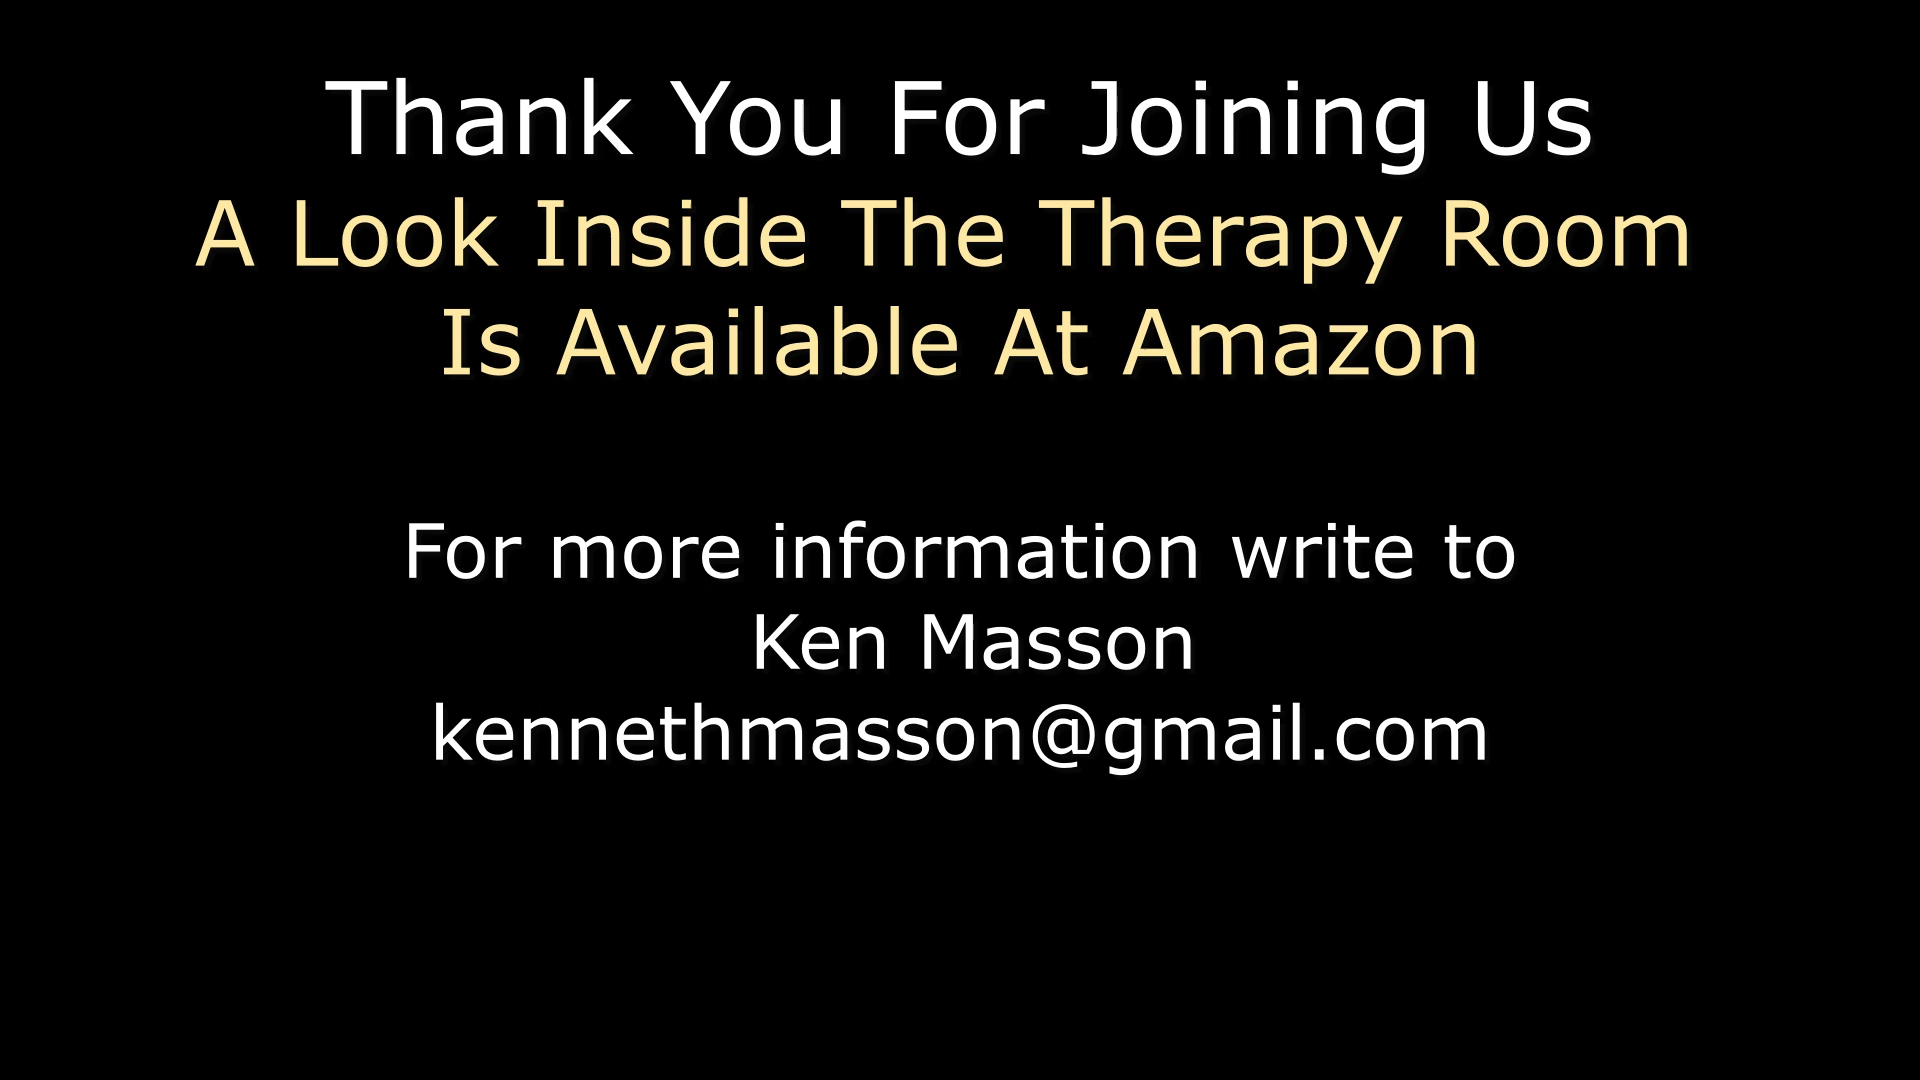 Thank You For Joining Us
A Look Inside The Therapy Room
Is Available At Amazon
For more information write to
Ken Masson
kennethmasson@gmail.com